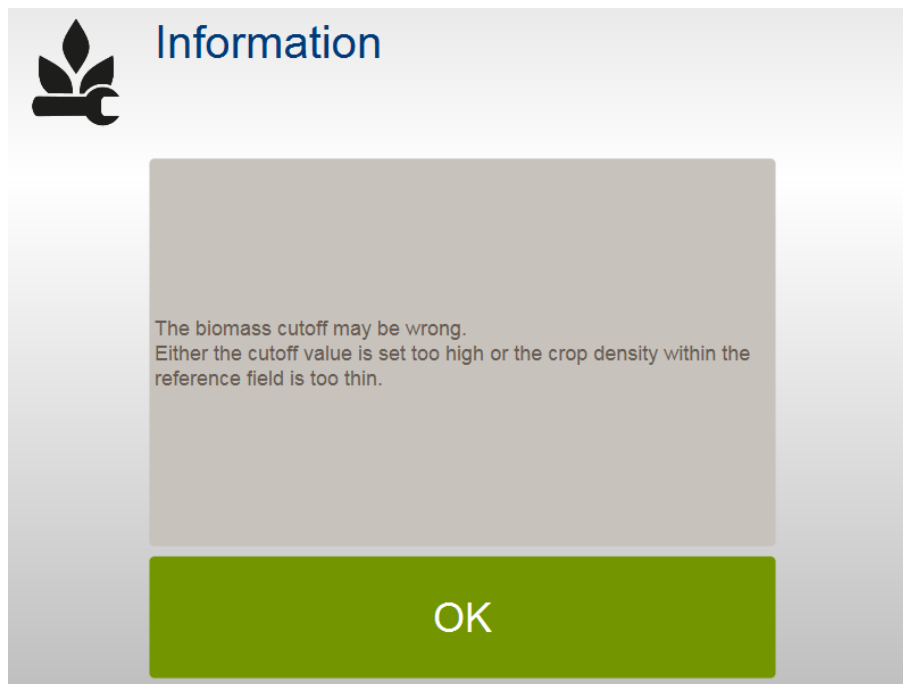 Information
The biomass cutoff may be wrong.
Either the cutoff value is set too high or the crop density within the
reference field is too thin.
OK